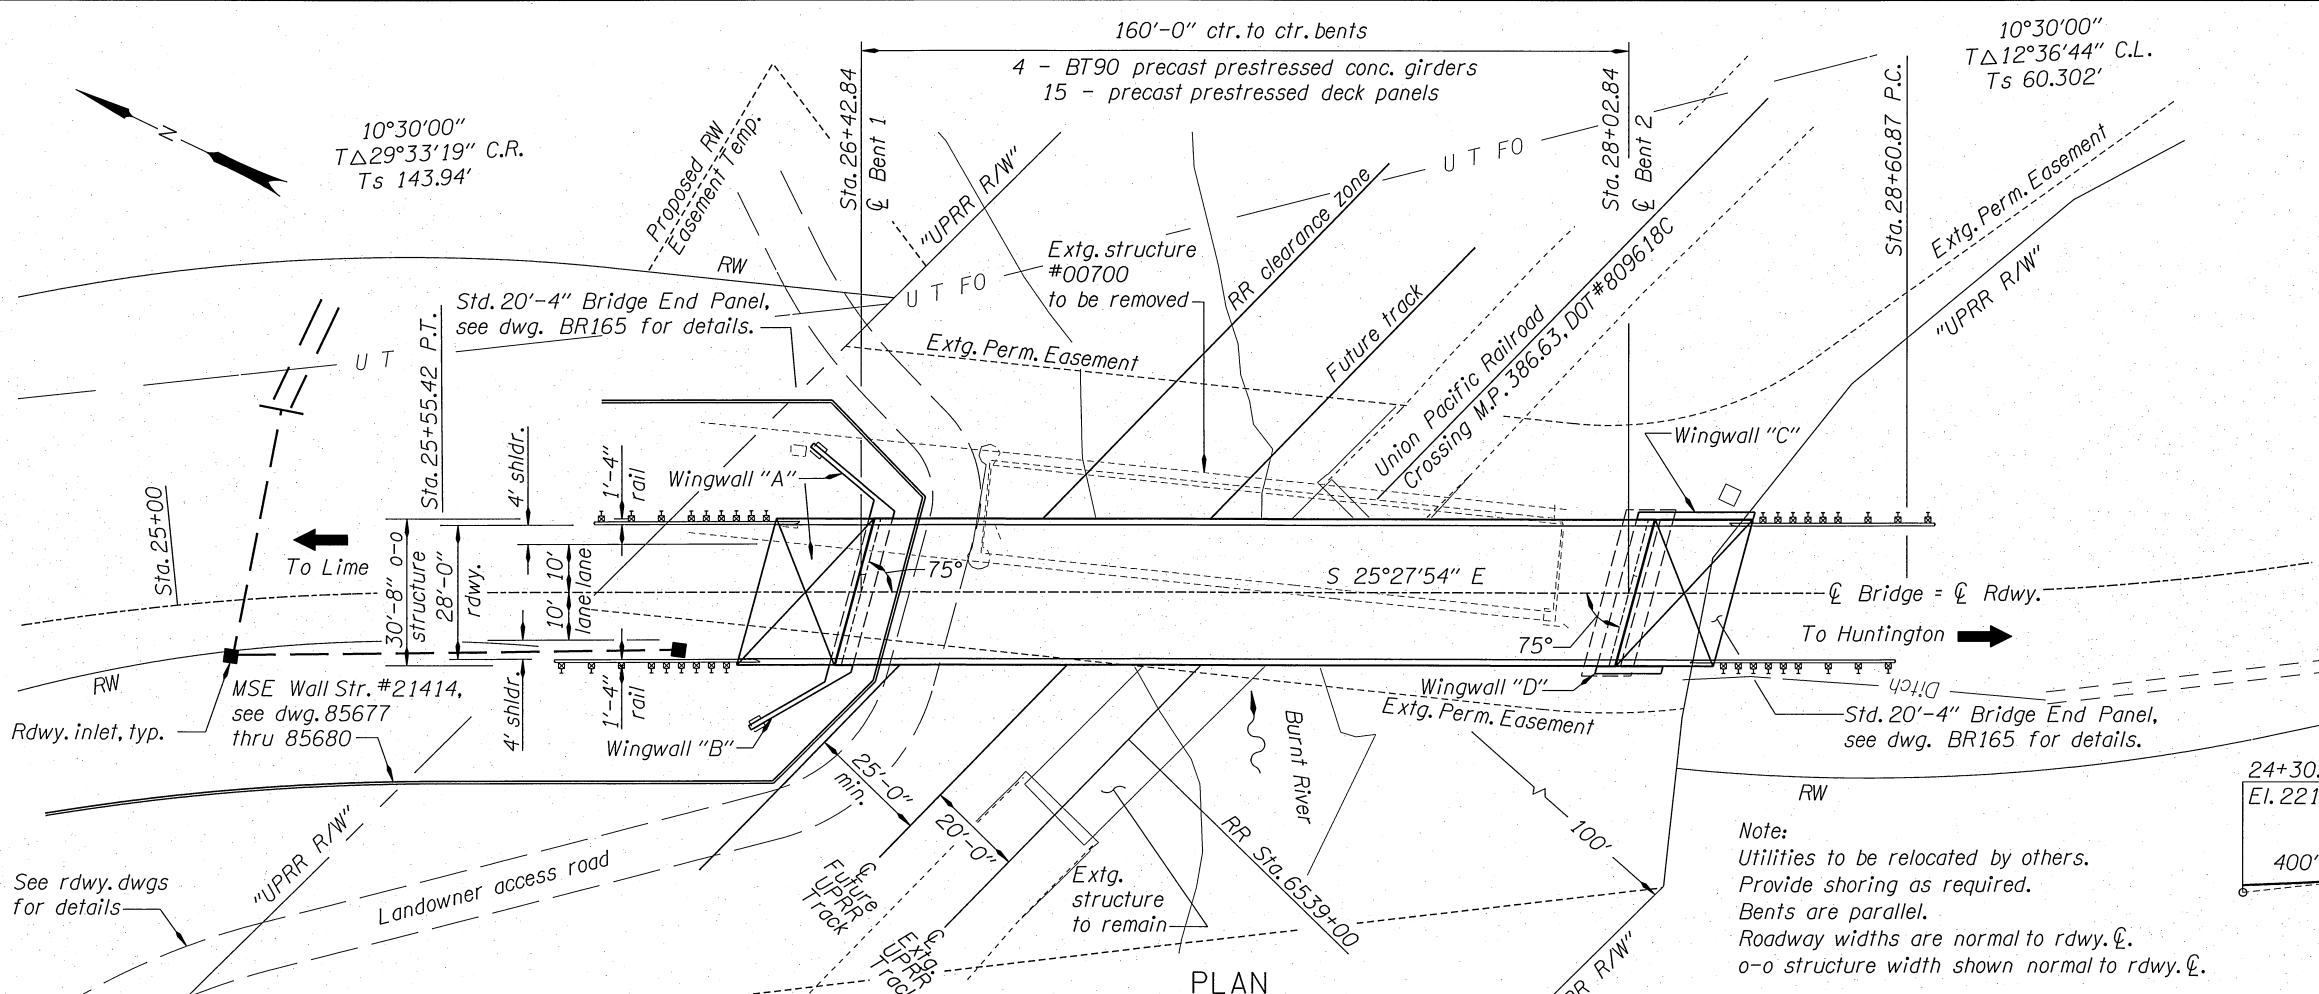 160'-0" ctr. to ctr. bents
4 - BT90 precast prestressed conc. girders
15 - precast prestressed deck panels
10°30'00"
T△12°36'44" C.L.
Ts 60.302'
10°30'00"
T△29°33'19" C.R.
Ts 143.94'
N
Proposed RW
Easement Temp.
Sta. 26+42.84
℄ Bent 1
Sta. 28+02.84
℄ Bent 2
Sta. 28+60.87 P.C.
"UPRR R/W"
U T FO
Extg. Perm. Easement
"UPRR R/W"
RW
U T FO
Extg. structure
#00700
to be removed
RR clearance zone
Future track
Union Pacific Railroad
Crossing M.P. 386.63, DOT#809618C
Std. 20'-4" Bridge End Panel,
see dwg. BR165 for details.
Extg. Perm. Easement
U T
Sta. 25+55.42 P.T.
Sta. 25+00
4' shldr.
1'-4"
rail
Wingwall "A"
Wingwall "C"
To Lime
30'-8" o-o
structure
28'-0"
rdwy.
10' 10'
lane lane
75°
S 25°27'54" E
75°
℄ Bridge = ℄ Rdwy.
To Huntington
RW
MSE Wall Str. #21414,
see dwg. 85677
thru 85680
Rdwy. inlet, typ.
4' shldr.
1'-4"
rail
Wingwall "B"
Wingwall "D"
Extg. Perm. Easement
Ditch
Std. 20'-4" Bridge End Panel,
see dwg. BR165 for details.
Burnt River
25'-0"
min.
20'-0"
RR Sta. 6539+00
100'
RW
24+30.
El. 221
400'
"UPRR R/W"
See rdwy. dwgs
for details
Landowner access road
℄
Future
UPRR
Track
℄
Extg.
UPRR
Track
Extg.
structure
to remain
PRR R/W"
Note:
Utilities to be relocated by others.
Provide shoring as required.
Bents are parallel.
Roadway widths are normal to rdwy. ℄.
o-o structure width shown normal to rdwy. ℄.
PLAN